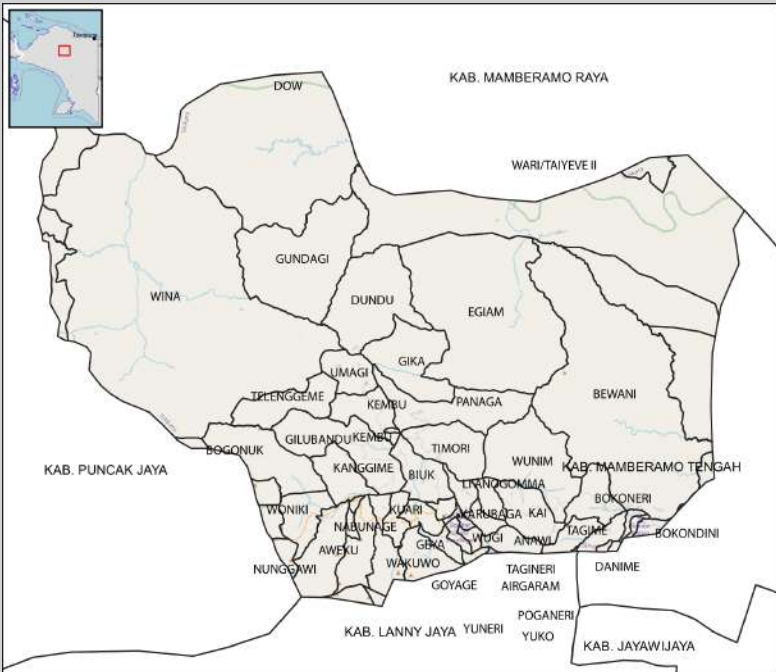 KAB. MAMBERAMO RAYA
DOW
WARI/TAIYEVE II
GUNDAGI
WINA
DUNDU
EGIAM
GIKA
UMAGI
BEWANI
TELENGGEME
KEMBU
PANAGA
GILUBANDU
KEMBU
BOGONUK
TIMORI
WUNIM
KANGGIME
KAB. MAMBERAMO TENGAH
KAB. PUNCAK JAYA
BIUK
BOKONERI
WONIKI
KUARI
KARUBAGA
KAI
NABUNAGE
TAGIME
BOKONDINI
WUGI
ANAWI
GEYA
AWEKU
WAKUWO
NUNGGAWI
DANIME
TAGINERI
GOYAGE
AIRGARAM
POGANERI
KAB. LANNY JAYA
YUNERI
YUKO
KAB. JAYAWIJAYA